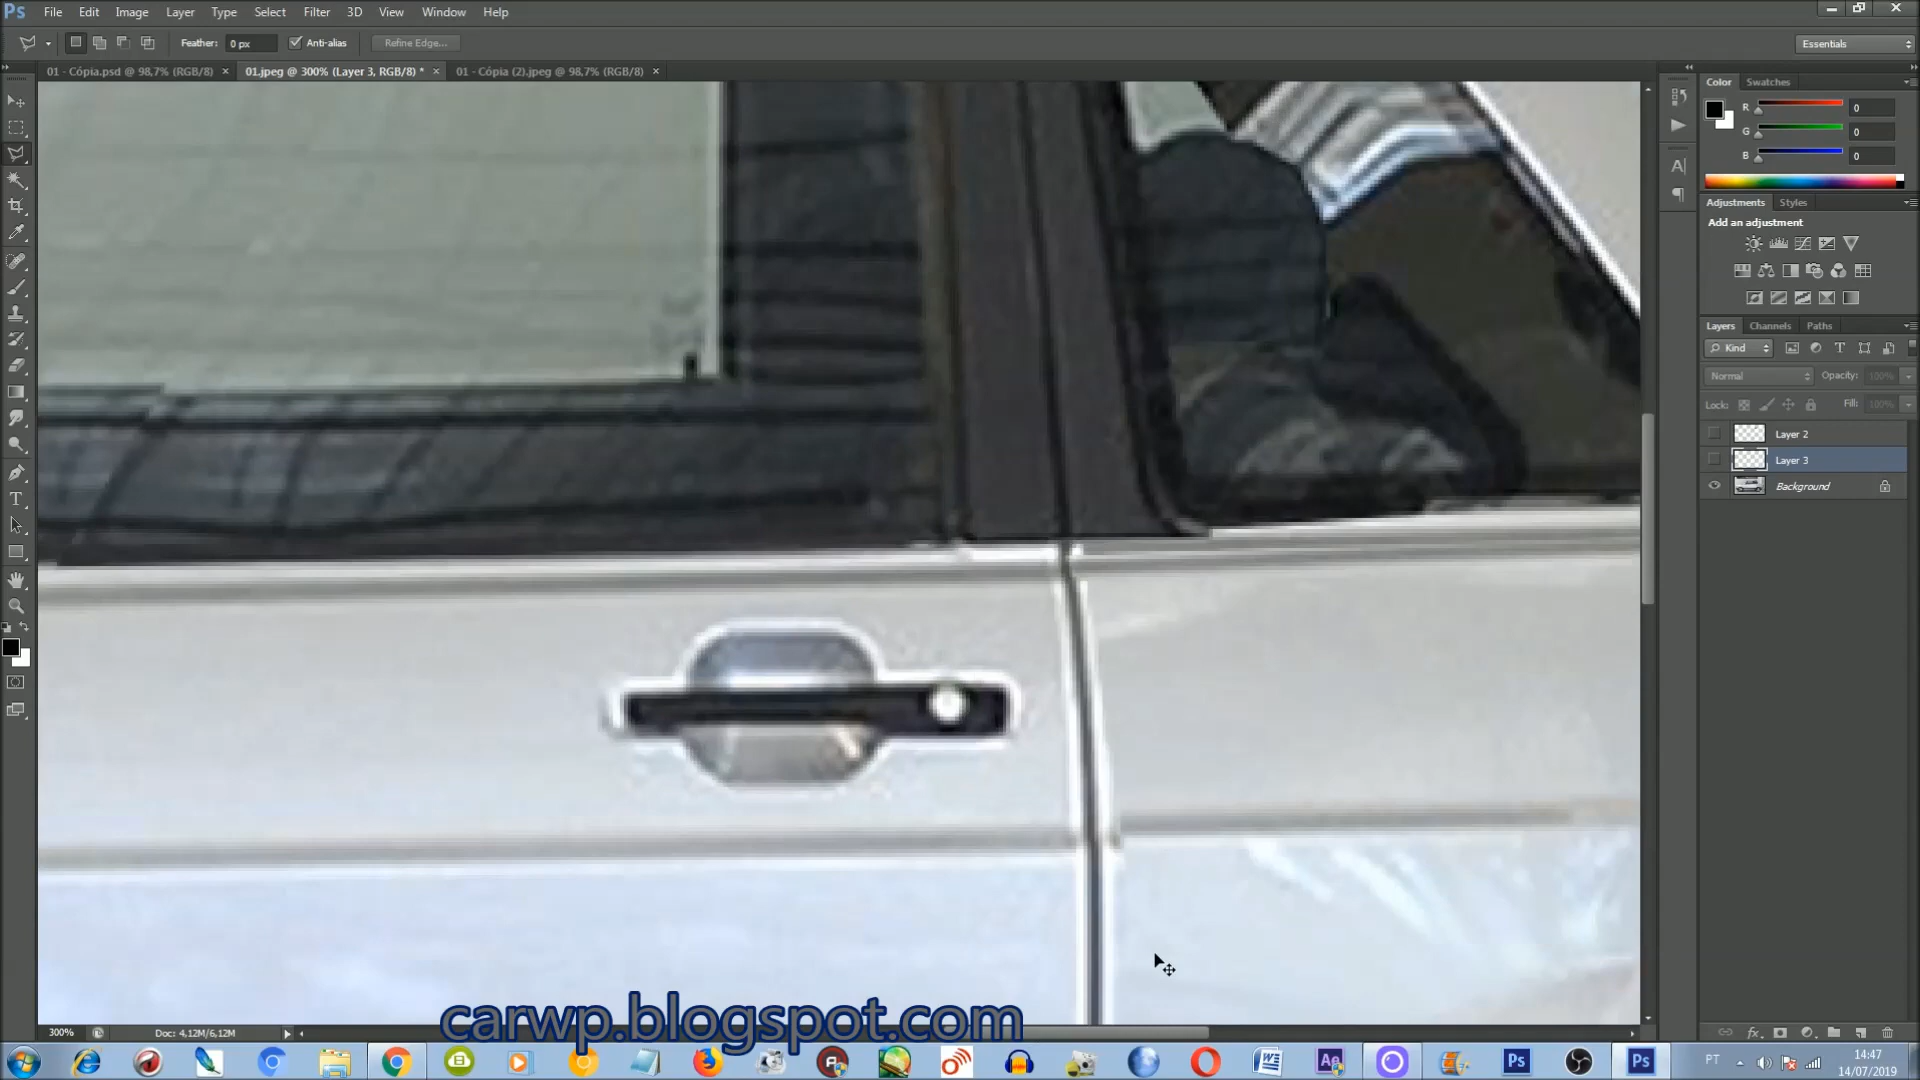 Ps File Edit Image Layer Type Select Filter 3D View Window Help
Feather: 0 px Anti-alias Refine Edge... Essentials
01 - Cópia.psd @ 98,7% (RGB/8) × 01.jpeg @ 300% (Layer 3, RGB/8) * × 01 - Cópia (2).jpeg @ 98,7% (RGB/8) ×
Color Swatches
R 0
G 0
B 0
Adjustments Styles
Add an adjustment
Layers Channels Paths
Kind
Normal Opacity: 100%
Lock: Fill: 100%
Layer 2
Layer 3
Background
carwp.blogspot.com
300% Doc: 4,12M/6,12M
PT 14:47
14/07/2019